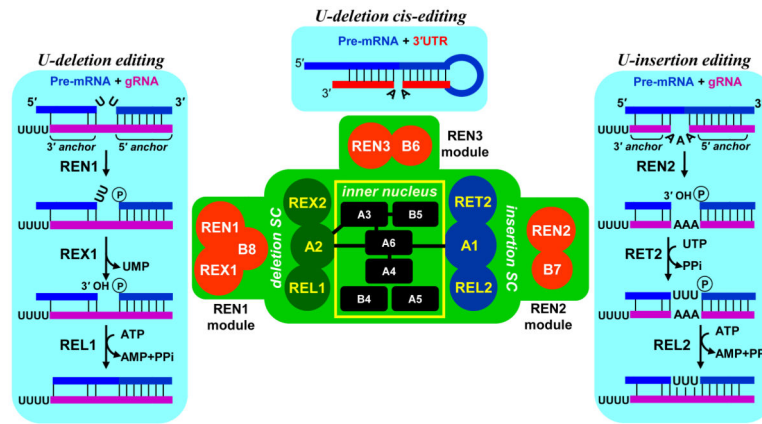 U-deletion cis-editing
Pre-mRNA + 3'UTR
5'
3'
A A
U-deletion editing
Pre-mRNA + gRNA
5' U U 3'
UUUU
3' anchor 5' anchor
REN1
UU P
UUUU
REX1
UMP
3' OH P
UUUU
REL1
ATP
AMP+PPi
UUUU
REN3 B6
REN3
module
deletion SC
inner nucleus
insertion SC
REX2
A3 B5
RET2
REN1
B8
REX1
A2
A6
A1
REN2
B7
A4
REL1
B4 A5
REL2
REN1
module
REN2
module
U-insertion editing
Pre-mRNA + gRNA
5' 3'
UUUU
A A A
3' anchor 5' anchor
REN2
3' OH P
UUUU AAA
RET2
UTP
PPi
P
UUU
UUUU AAA
REL2
ATP
AMP+PP
UUU
UUUU